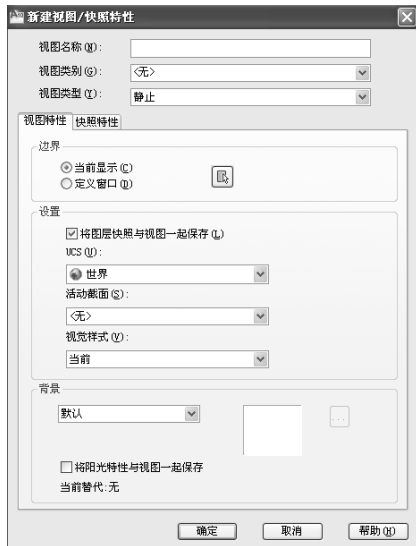 新建视图/快照特性
视图名称(N):
视图类别(G): <无>
视图类型(Y): 静止
视图特性 快照特性
边界
当前显示(C)
定义窗口(D)
设置
将图层快照与视图一起保存(L)
UCS(U):
世界
活动截面(S):
<无>
视觉样式(V):
当前
背景
默认
...
将阳光特性与视图一起保存
当前替代:无
确定 取消 帮助(H)